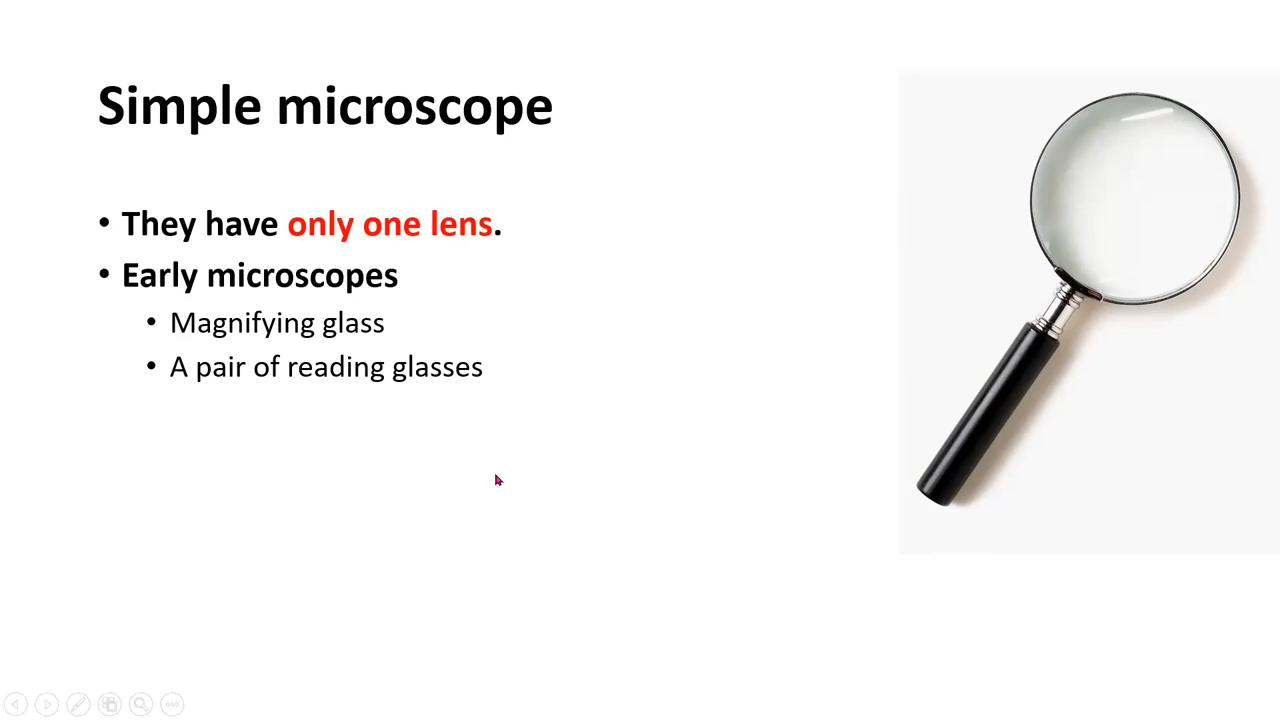 Simple microscope
• They have only one lens.
• Early microscopes
• Magnifying glass
• A pair of reading glasses